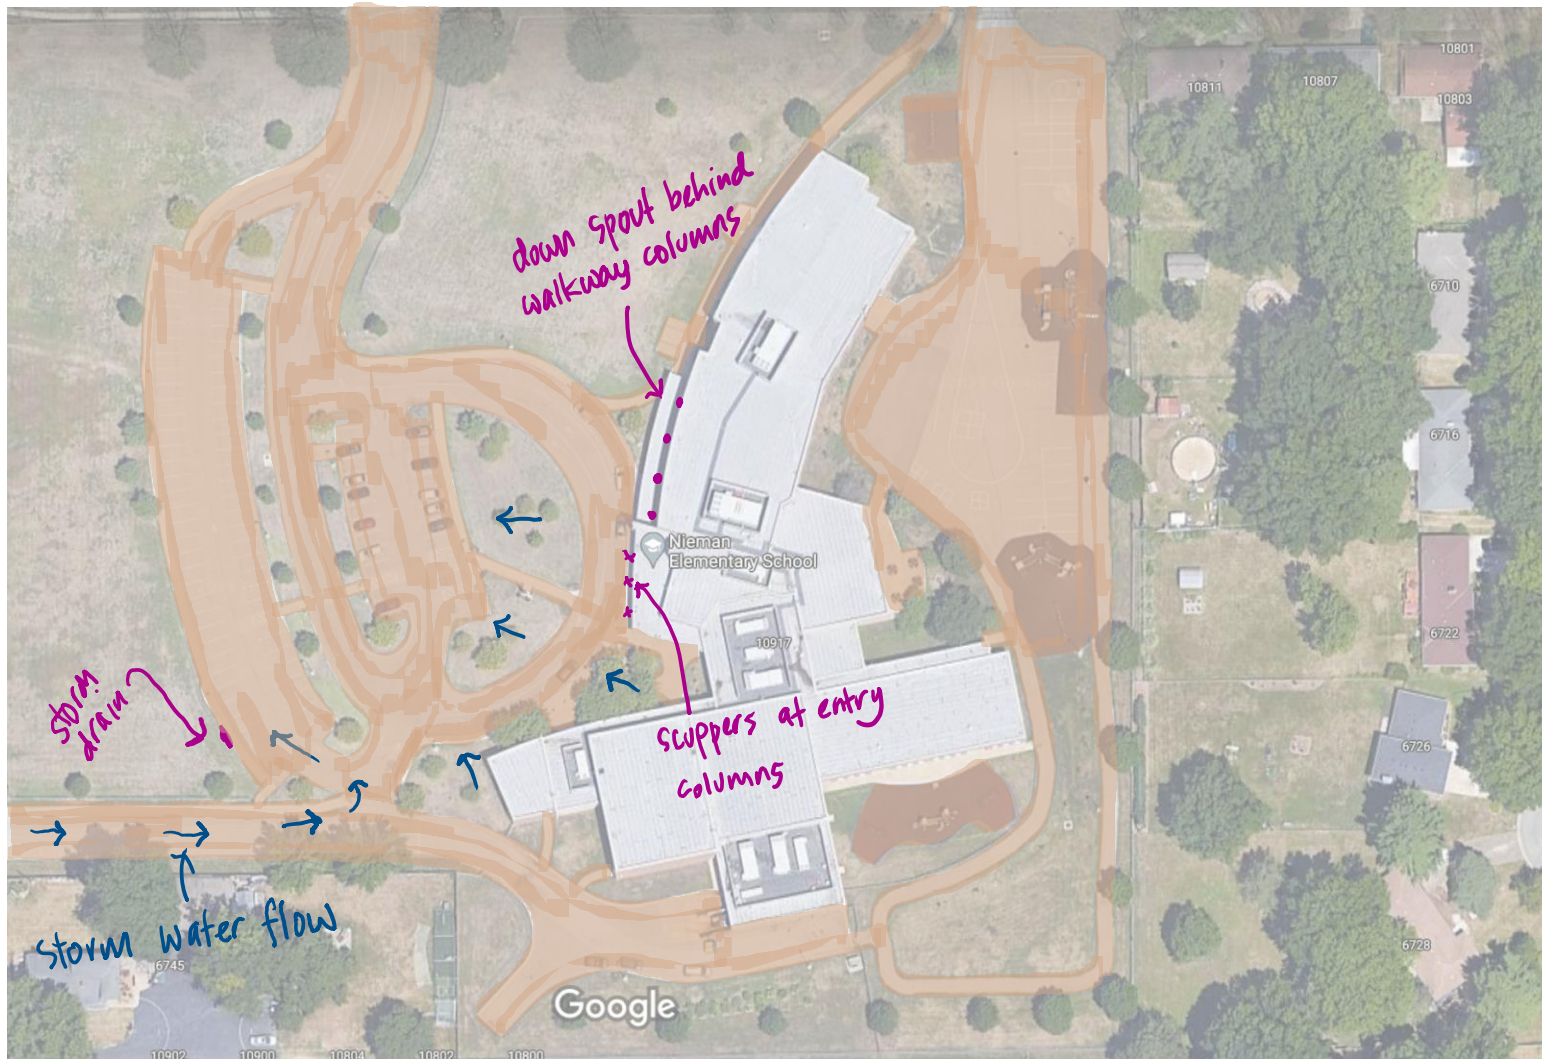 10801
10811
10807
10803
down spout behind
walkway columns
6710
6716
Nieman
Elementary School
10917
6722
storm
drain
scuppers at entry
columns
6726
storm water flow
6745
6728
Google
10902
10900
10804
10802
10800